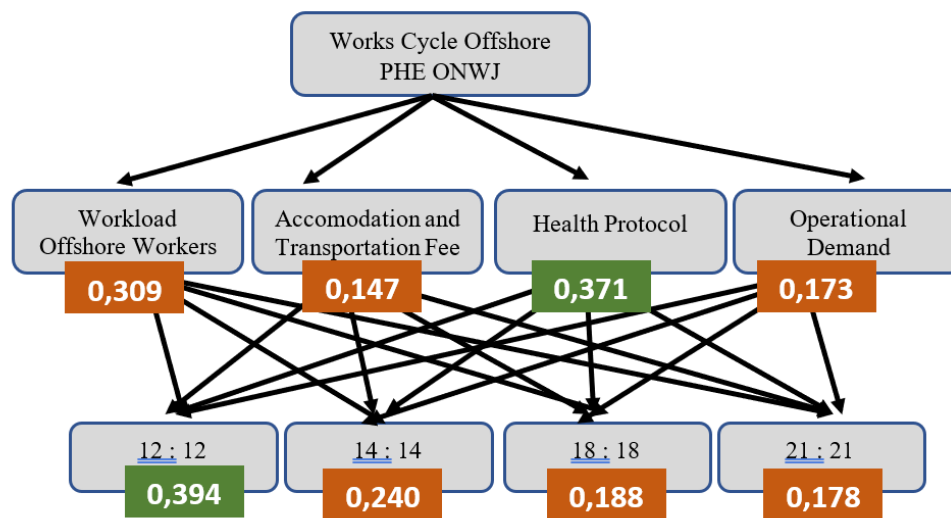 Works Cycle Offshore
PHE ONWJ
Workload
Offshore Workers
0,309
Accomodation and
Transportation Fee
0,147
Health Protocol
0,371
Operational
Demand
0,173
12 : 12
0,394
14 : 14
0,240
18 : 18
0,188
21 : 21
0,178